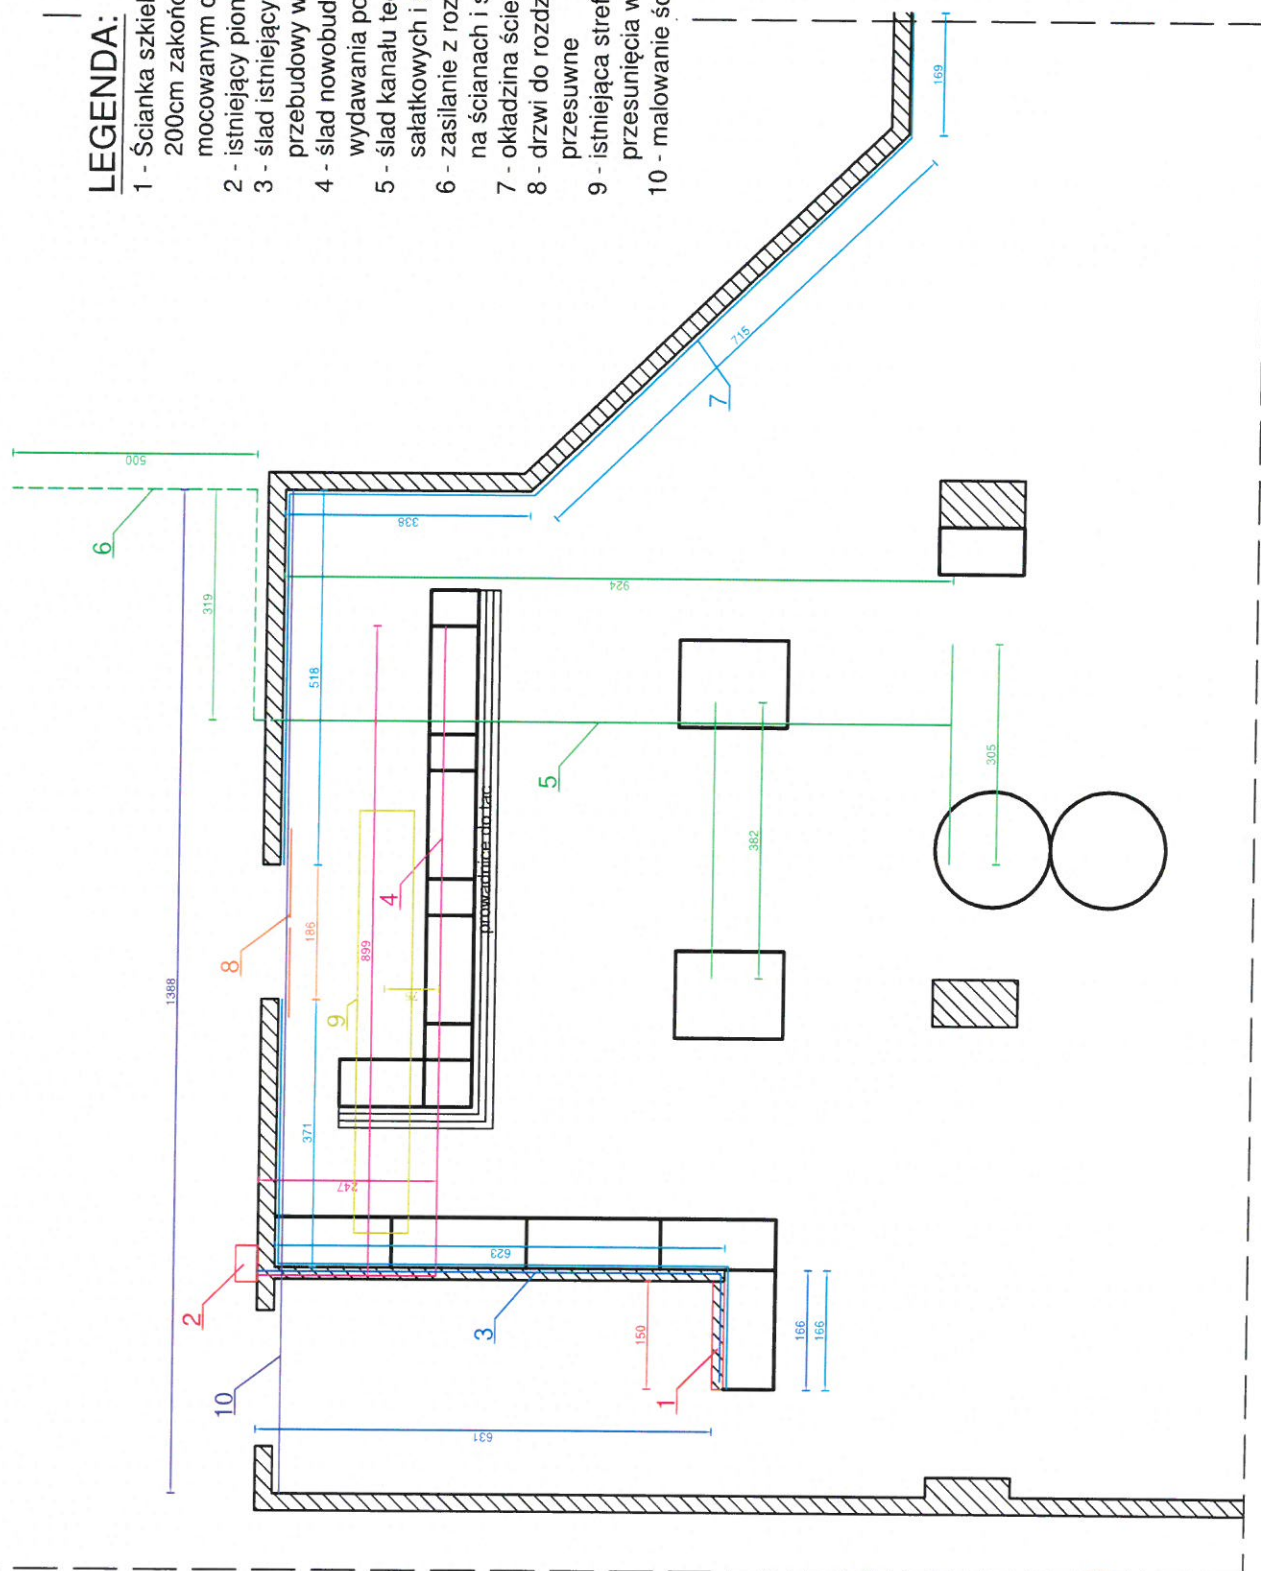 LEGENDA:
1 - Ścianka szkiel
200cm zakońc
mocowanym d
2 - istniejący pion
3 - ślad istniejący
przebudowy w
4 - ślad nowobud
wydawania po
5 - ślad kanału te
sałatkowych i
6 - zasilanie z roz
na ścianach i s
7 - okładzina ście
8 - drzwi do rozdz
przesuwne
9 - istniejąca stref
przesunięcia w
10 - malowanie śc
169
715
7
500
6
338
319
924
518
5
305
382
prowadnice do tac
4
8
186
899
9
1388
371
247
623
2
3
150
166
166
1
10
631